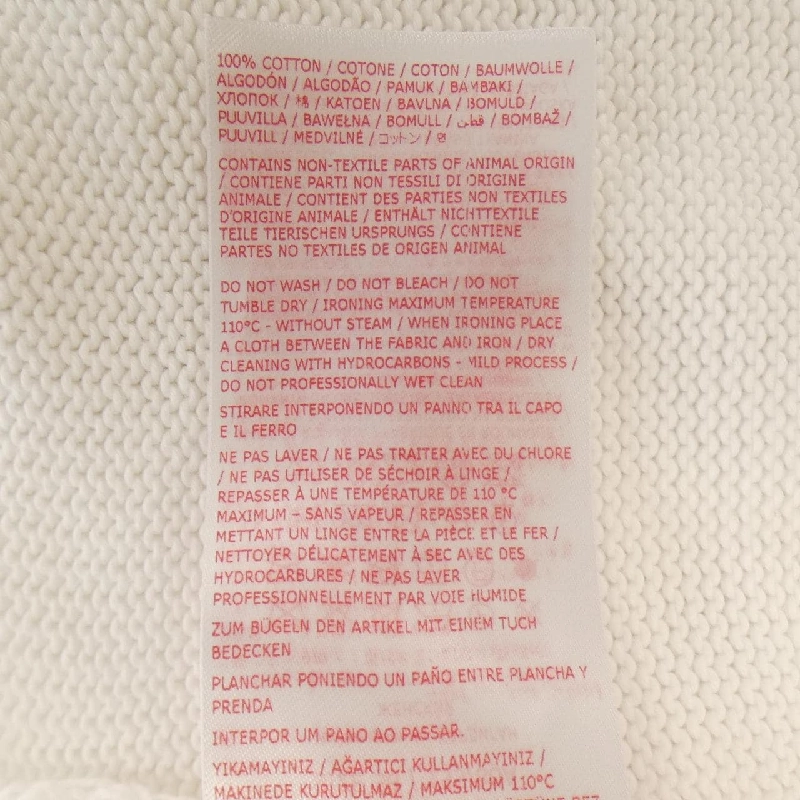 100% COTTON / COTONE / COTON / BAUMWOLLE /
ALGODÓN / ALGODÃO / PAMUK / BAMBAKI /
ХЛОПОК / 棉 / KATOEN / BAVLNA / BOMULD /
PUUVILLA / BAWEŁNA / BOMULL / قطن / BOMBAŽ /
PUUVILL / MEDVILNĖ / コットン / 면
CONTAINS NON-TEXTILE PARTS OF ANIMAL ORIGIN
/ CONTIENE PARTI NON TESSILI DI ORIGINE
ANIMALE / CONTIENT DES PARTIES NON TEXTILES
D'ORIGINE ANIMALE / ENTHÄLT NICHTTEXTILE
TEILE TIERISCHEN URSPRUNGS / CONTIENE
PARTES NO TEXTILES DE ORIGEN ANIMAL
DO NOT WASH / DO NOT BLEACH / DO NOT
TUMBLE DRY / IRONING MAXIMUM TEMPERATURE
110°C - WITHOUT STEAM / WHEN IRONING PLACE
A CLOTH BETWEEN THE FABRIC AND IRON / DRY
CLEANING WITH HYDROCARBONS - MILD PROCESS /
DO NOT PROFESSIONALLY WET CLEAN
STIRARE INTERPONENDO UN PANNO TRA IL CAPO
E IL FERRO
NE PAS LAVER / NE PAS TRAITER AVEC DU CHLORE
/ NE PAS UTILISER DE SÉCHOIR À LINGE /
REPASSER À UNE TEMPÉRATURE DE 110 °C
MAXIMUM – SANS VAPEUR / REPASSER EN
METTANT UN LINGE ENTRE LA PIÈCE ET LE FER /
NETTOYER DÉLICATEMENT À SEC AVEC DES
HYDROCARBURES / NE PAS LAVER
PROFESSIONNELLEMENT PAR VOIE HUMIDE
ZUM BÜGELN DEN ARTIKEL MIT EINEM TUCH
BEDECKEN
PLANCHAR PONIENDO UN PAÑO ENTRE PLANCHA Y
PRENDA
INTERPOR UM PANO AO PASSAR.
YIKAMAYINIZ / AĞARTICI KULLANMAYINIZ /
MAKINEDE KURUTULMAZ / MAKSIMUM 110°C